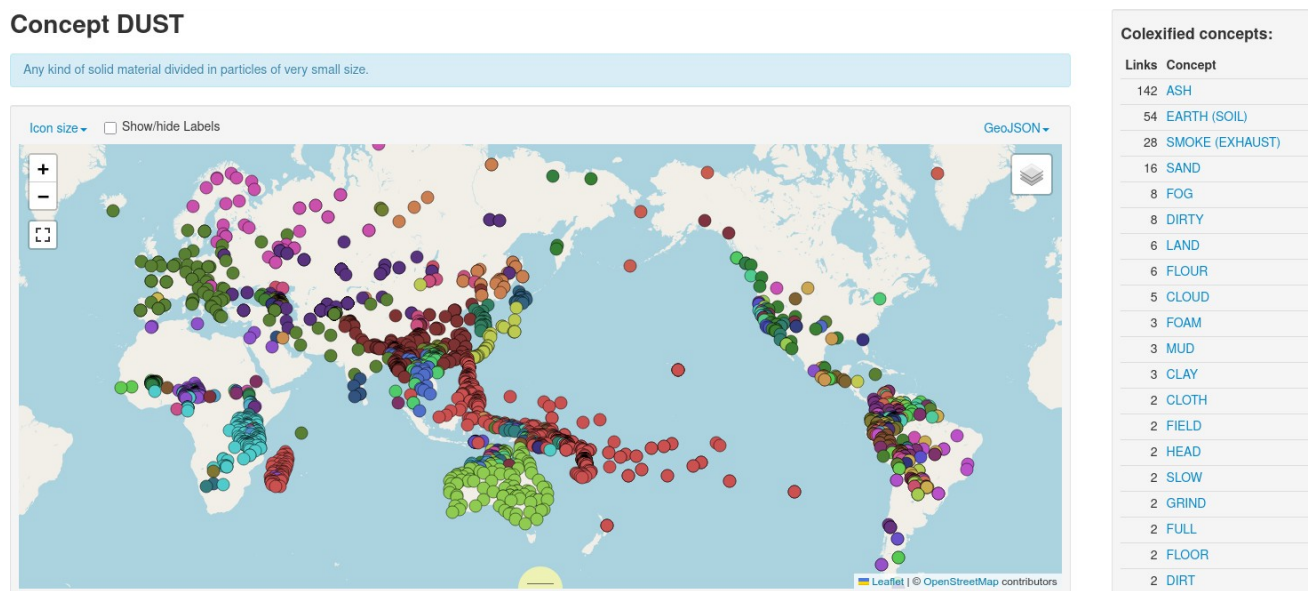 Concept DUST
Any kind of solid material divided in particles of very small size.
Icon size
Show/hide Labels
GeoJSON
+
−
Leaflet | © OpenStreetMap contributors
Colexified concepts:
Links Concept
142 ASH
54 EARTH (SOIL)
28 SMOKE (EXHAUST)
16 SAND
8 FOG
8 DIRTY
6 LAND
6 FLOUR
5 CLOUD
3 FOAM
3 MUD
3 CLAY
2 CLOTH
2 FIELD
2 HEAD
2 SLOW
2 GRIND
2 FULL
2 FLOOR
2 DIRT